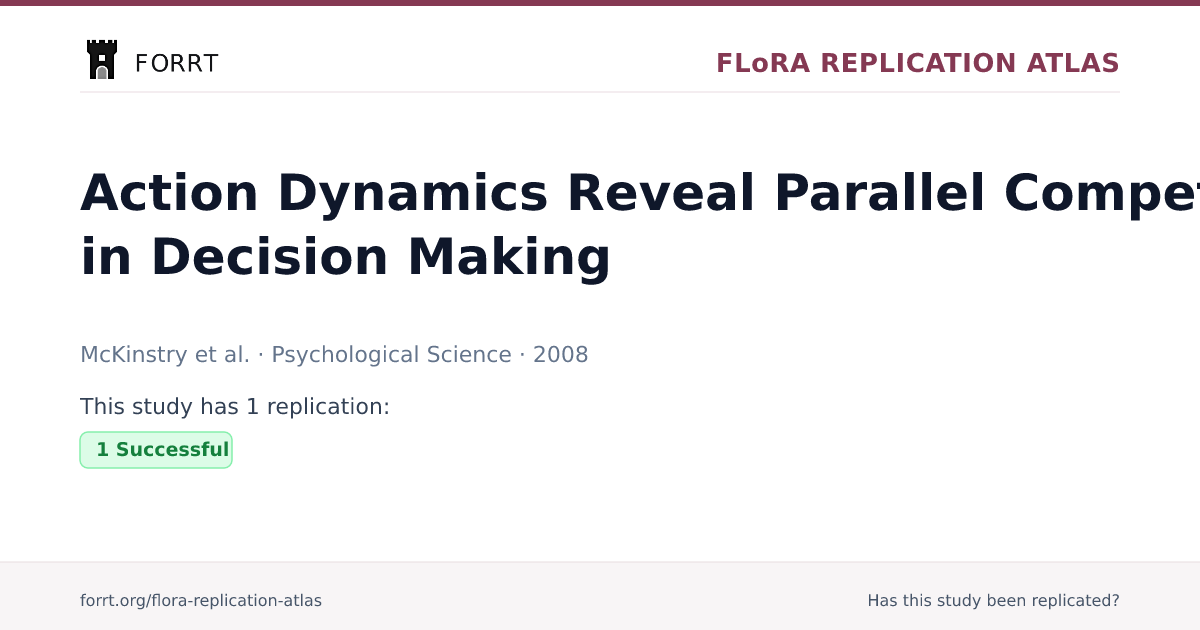 FORRT
FLoRA REPLICATION ATLAS
Action Dynamics Reveal Parallel
in Decision Making
McKinstry et al. · Psychological Science · 2008
This study has 1 replication:
1 Successful
forrt.org/flora-replication-atlas
Has this study been replicated?